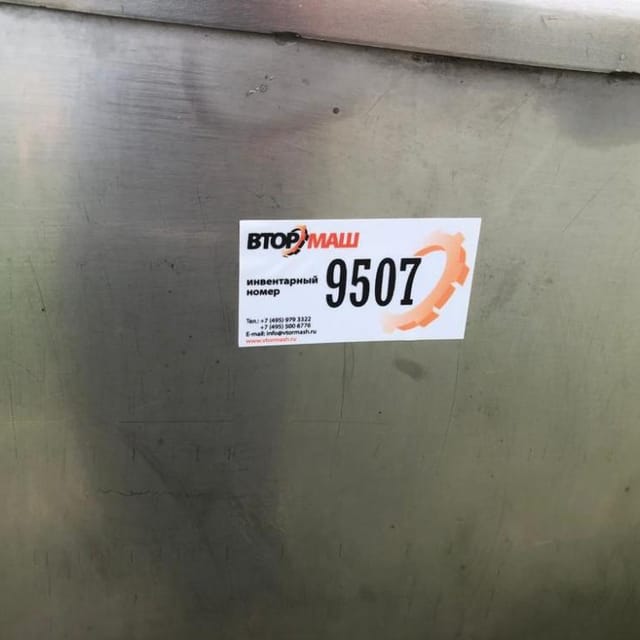 ВТОРМАШ
инвентарный
номер
9507
Тел.: +7 (495) 979 3322
+7 (495) 500 6776
E-mail: info@vtormash.ru
www.vtormash.ru